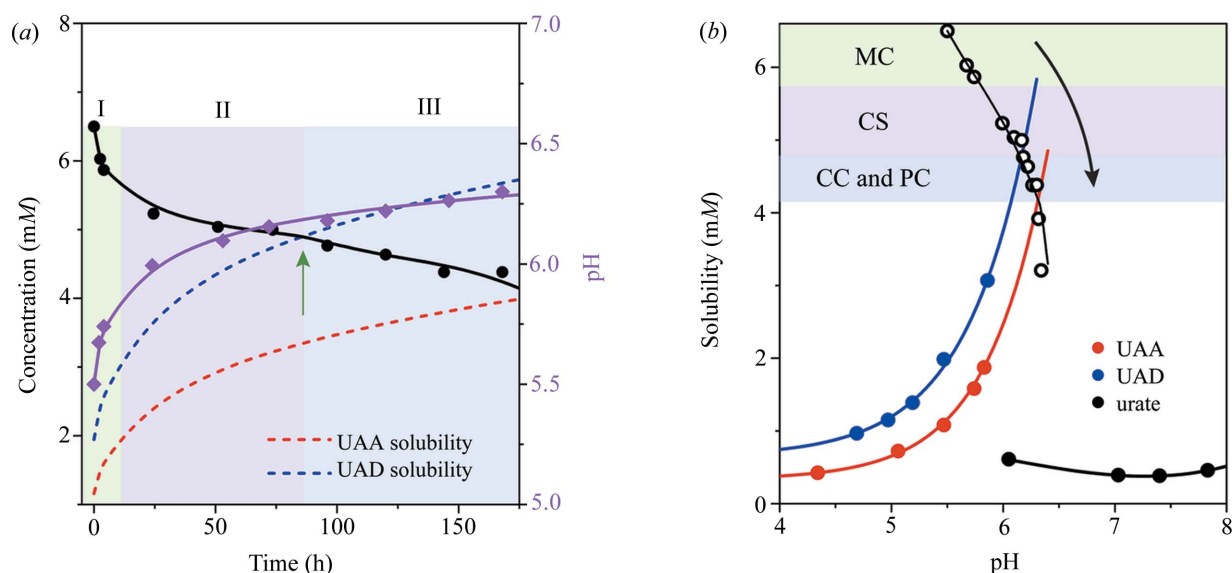 (a)
8
6
4
2
Concentration (mM)
I
II
III
UAA solubility
UAD solubility
0
50
100
150
Time (h)
7.0
6.5
6.0
5.5
5.0
pH
(b)
6
4
2
0
Solubility (mM)
MC
CS
CC and PC
UAA
UAD
urate
4
5
6
7
8
pH